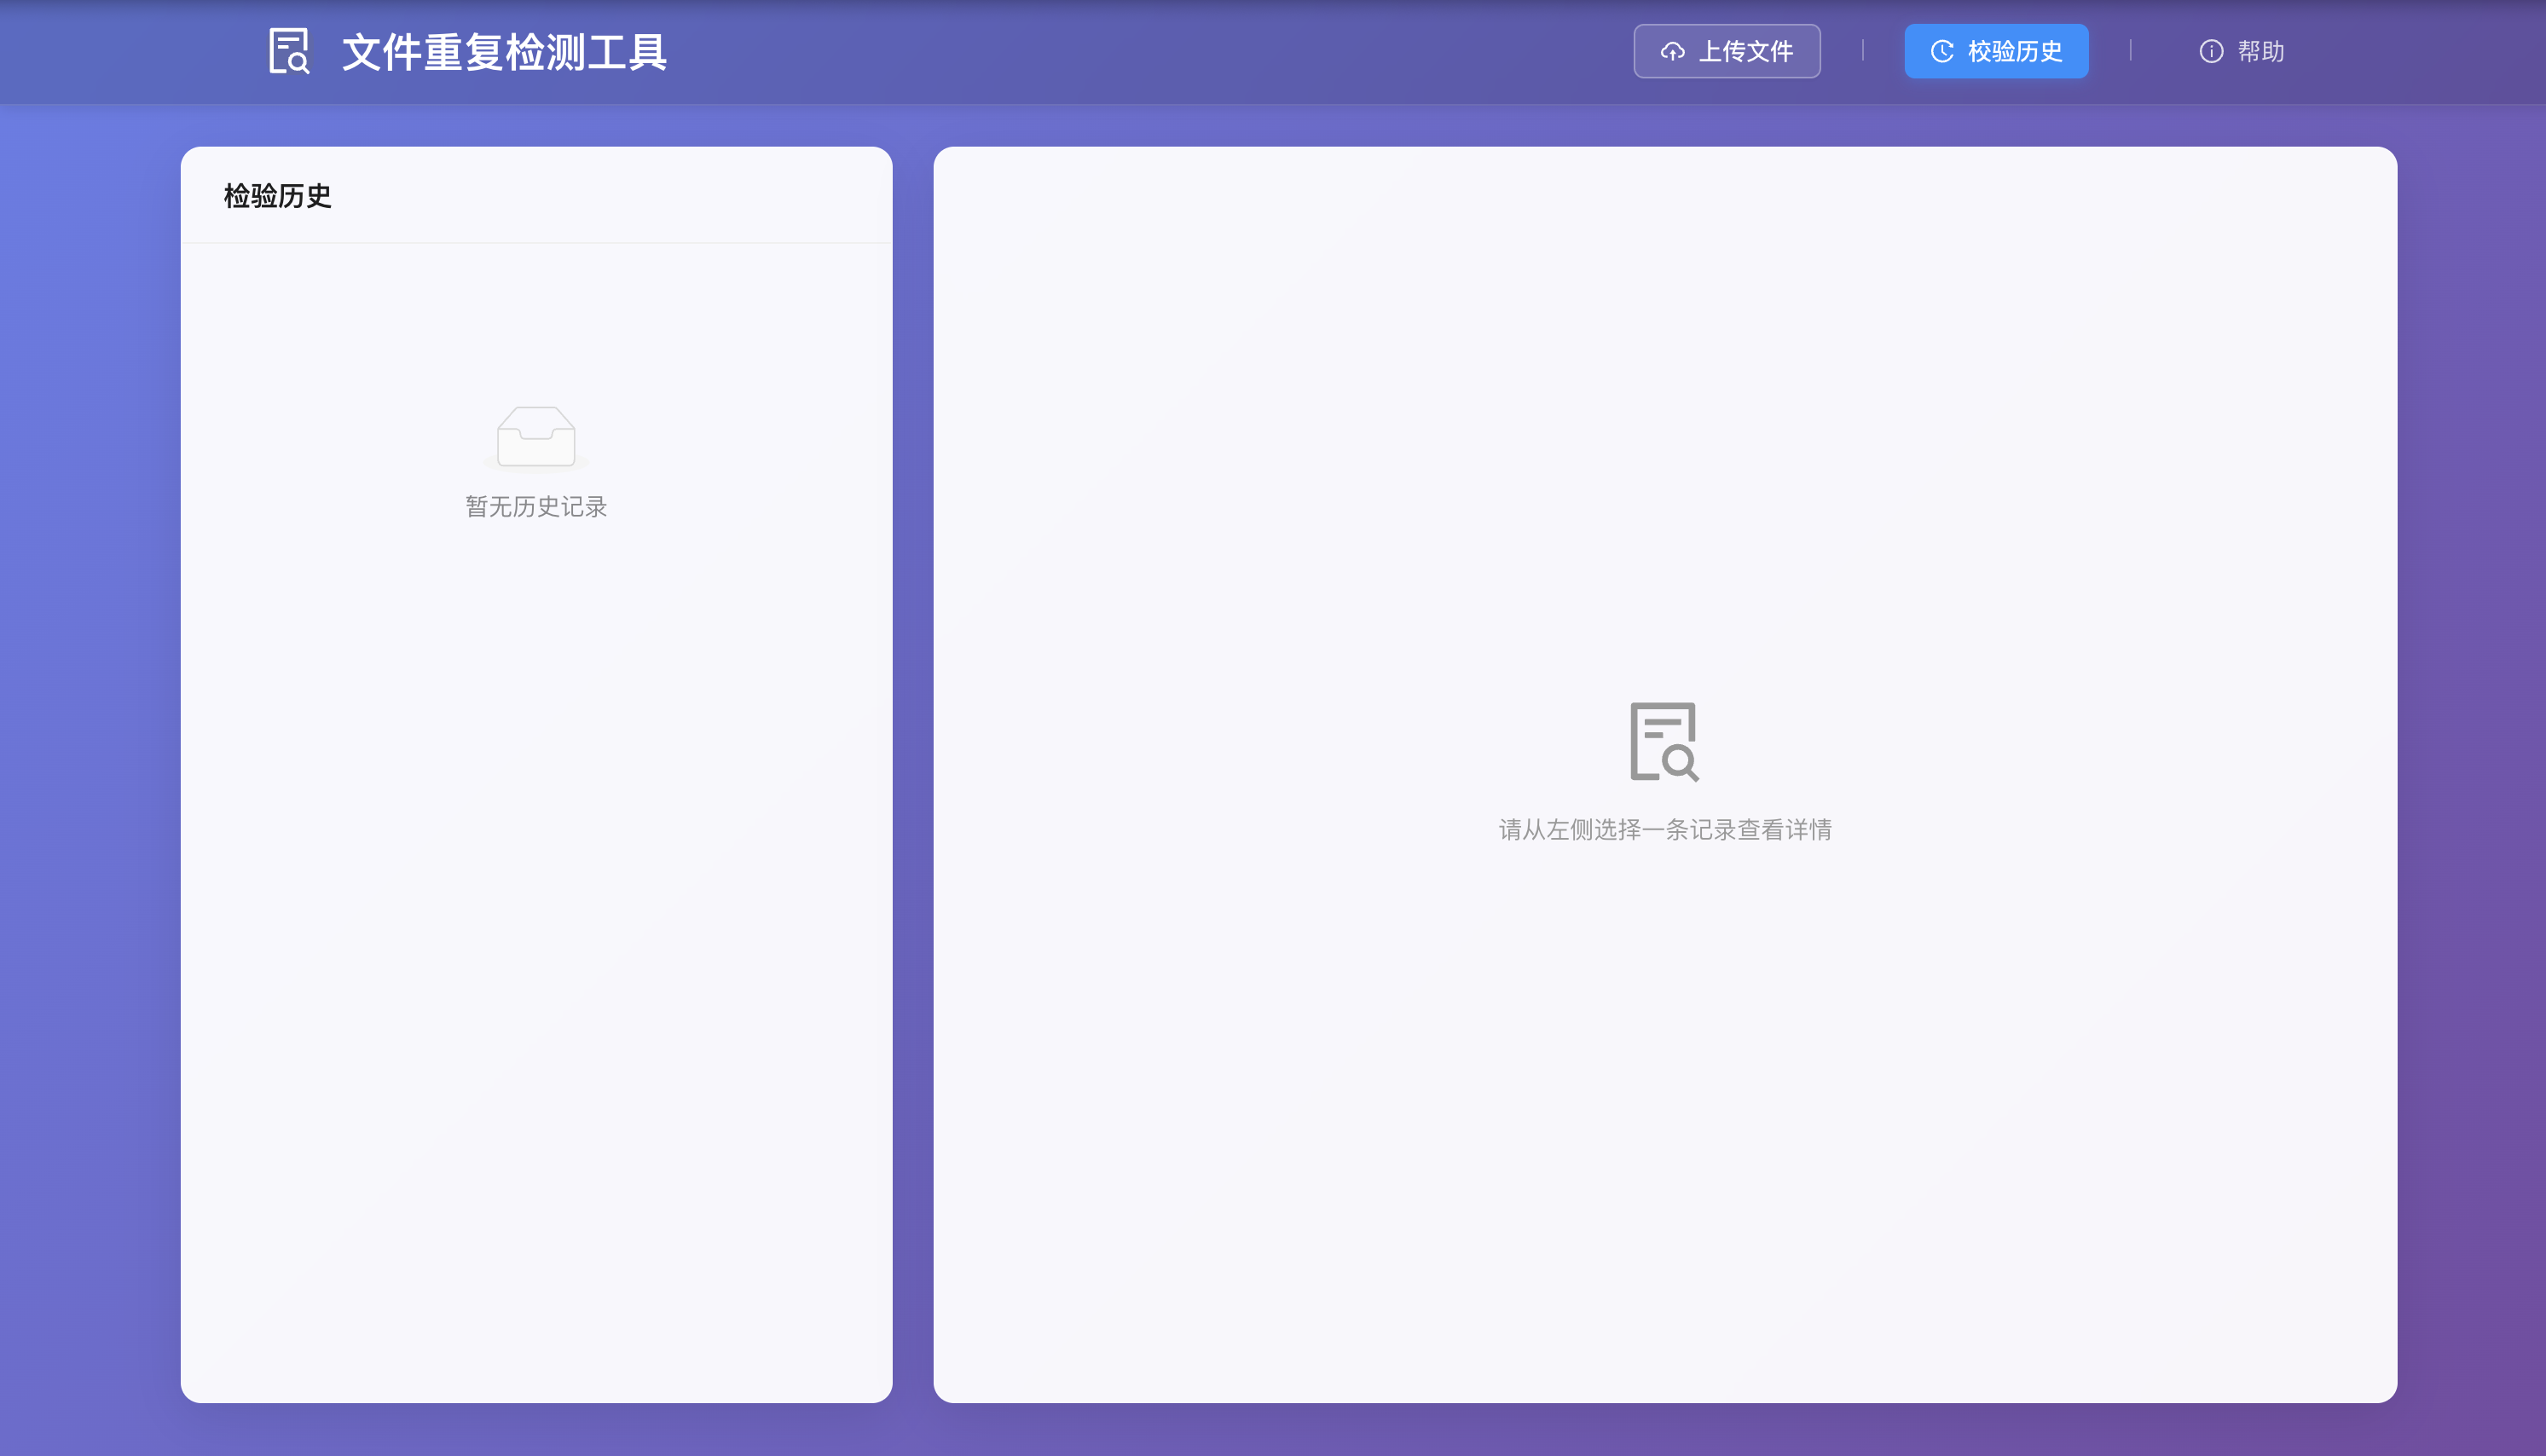 文件重复检测工具
上传文件
校验历史
帮助
检验历史
暂无历史记录
请从左侧选择一条记录查看详情